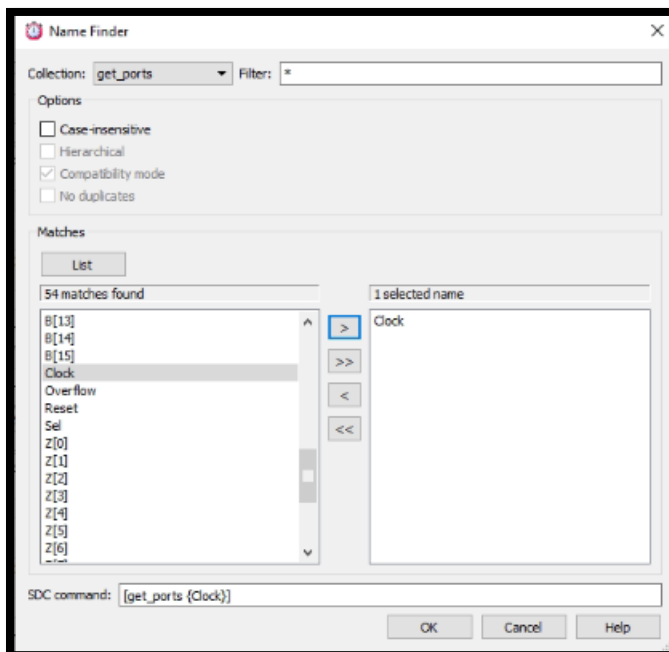 Name Finder
Collection: get_ports Filter: *
Options
Case-insensitive
Hierarchical
Compatibility mode
No duplicates
Matches
List
54 matches found
1 selected name
B[13]
B[14]
B[15]
Clock
Overflow
Reset
Sel
Z[0]
Z[1]
Z[2]
Z[3]
Z[4]
Z[5]
Z[6]
>
>>
<
<<
Clock
SDC command: [get_ports {Clock}]
OK Cancel Help